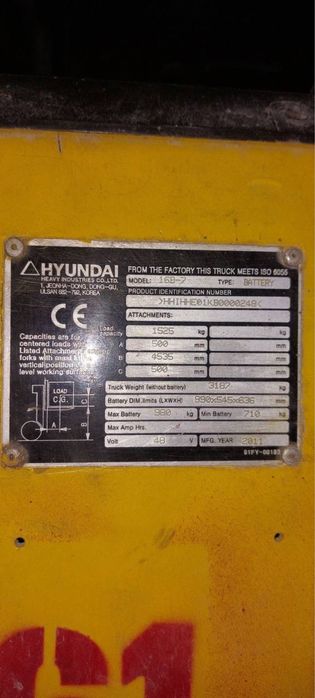 HYUNDAI
HEAVY INDUSTRIES CO.,LTD.
1, JEONHA-DONG, DONG-GU,
ULSAN 682-792, KOREA
CE
FROM THE FACTORY THIS TRUCK MEETS ISO 6055
MODEL: 16B-7 TYPE: BATTERY
PRODUCT IDENTIFICATION NUMBER
>HHIHHE01KB0000248<
ATTACHMENTS:
Capacities are for
centered loads with
Listed Attachment
forks with mast
vertical position
level working surface
Load capacity 1525 kg kg
A 500 mm mm
B 4535 mm mm
C 500 mm mm
LOAD
C.G.
C
A
B
Truck Weight (without battery) 3187 kg
Battery DIM.limits (LXWXH) 890x545x636 mm
Max Battery 980 kg Min Battery 710 kg
Max Amp Hrs.
Volt 48 V MFG. YEAR 2011
91FY-00183